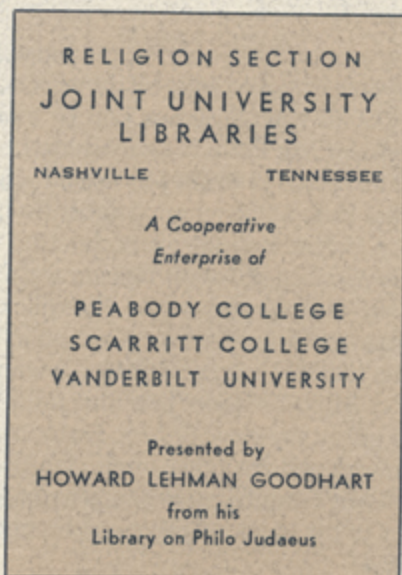 RELIGION SECTION
JOINT UNIVERSITY
LIBRARIES
NASHVILLE TENNESSEE
A Cooperative
Enterprise of
PEABODY COLLEGE
SCARRITT COLLEGE
VANDERBILT UNIVERSITY
Presented by
HOWARD LEHMAN GOODHART
from his
Library on Philo Judaeus